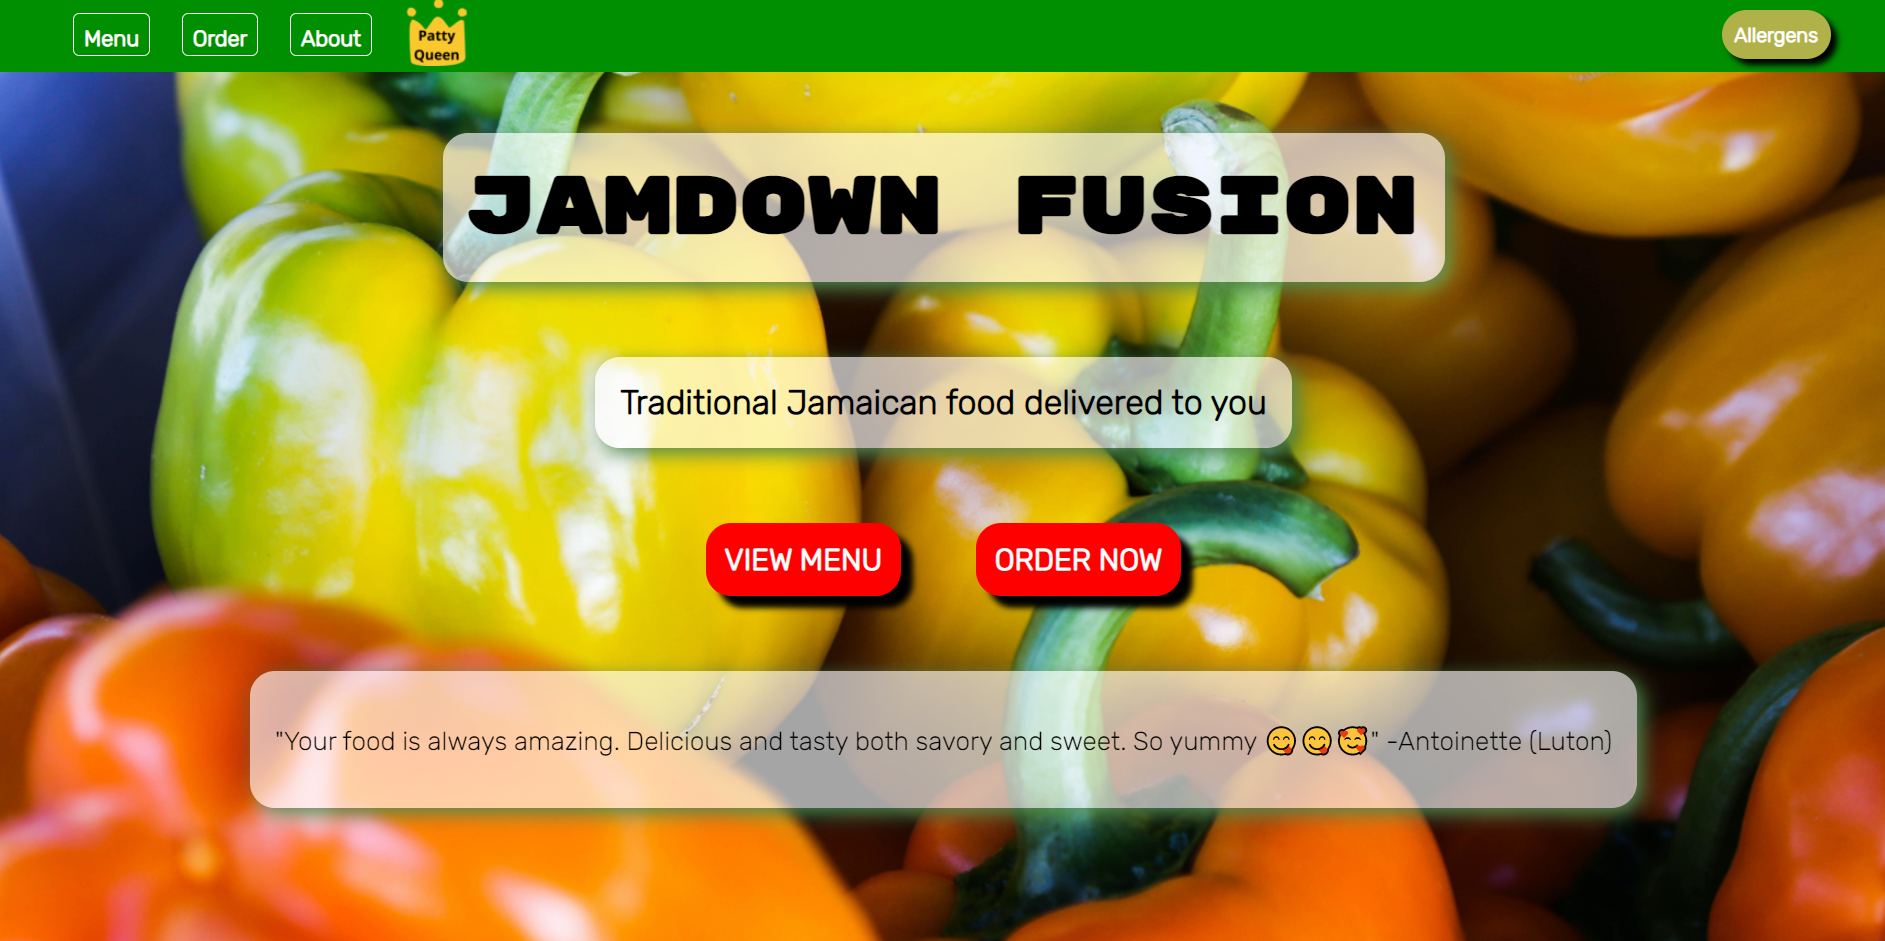 Menu
Order
About
Patty
Queen
Allergens
JAMDOWN FUSION
Traditional Jamaican food delivered to you
VIEW MENU
ORDER NOW
"Your food is always amazing. Delicious and tasty both savory and sweet. So yummy 😋😋🥰" -Antoinette (Luton)